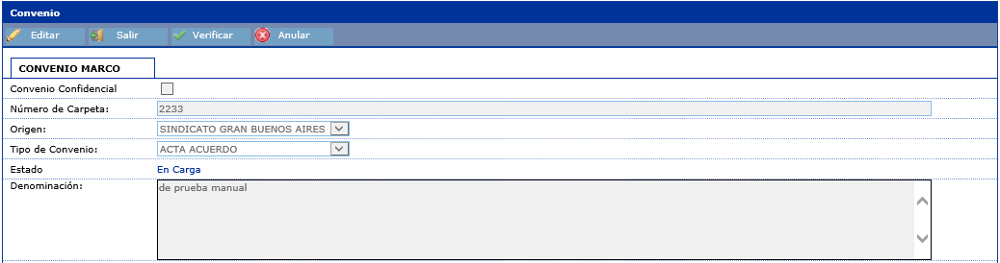 Convenio
Editar Salir Verificar Anular
CONVENIO MARCO
Convenio Confidencial
Número de Carpeta: 2233
Origen: SINDICATO GRAN BUENOS AIRES
Tipo de Convenio: ACTA ACUERDO
Estado En Carga
Denominación: de prueba manual